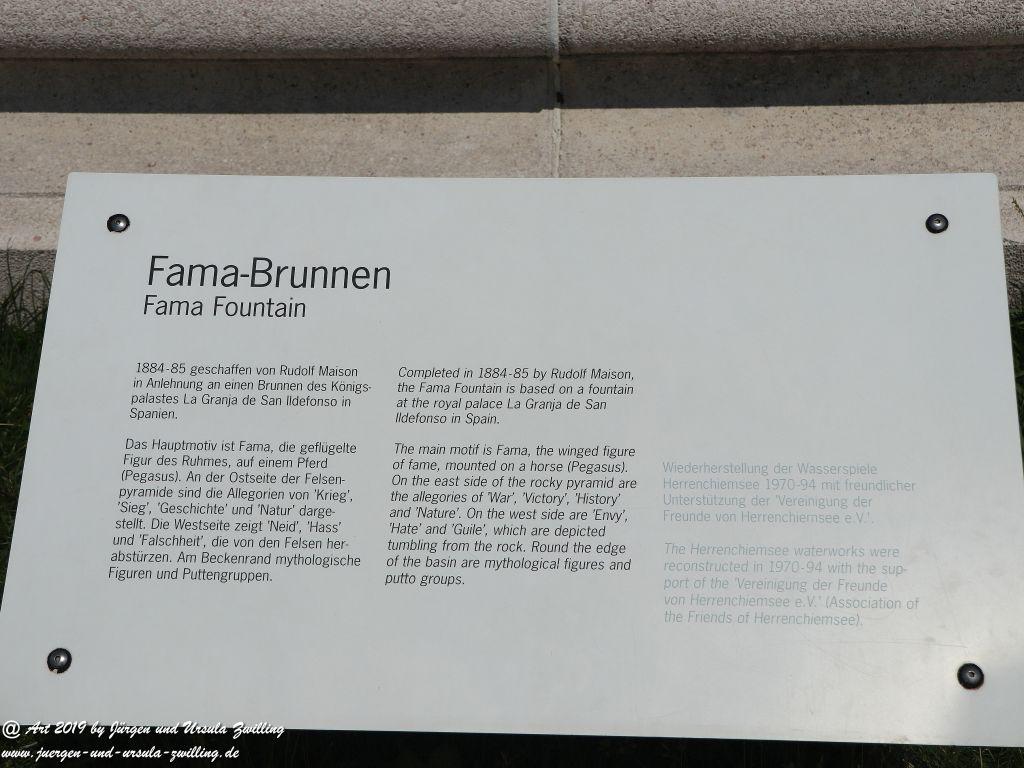 Fama-Brunnen
Fama Fountain
1884-85 geschaffen von Rudolf Maison
in Anlehnung an einen Brunnen des Königs-
palastes La Granja de San Ildefonso in
Spanien.
Das Hauptmotiv ist Fama, die geflügelte
Figur des Ruhmes, auf einem Pferd
(Pegasus). An der Ostseite der Felsen-
pyramide sind die Allegorien von 'Krieg',
'Sieg', 'Geschichte' und 'Natur' darge-
stellt. Die Westseite zeigt 'Neid', 'Hass'
und 'Falschheit', die von den Felsen her-
abstürzen. Am Beckenrand mythologische
Figuren und Puttengruppen.
Completed in 1884-85 by Rudolf Maison,
the Fama Fountain is based on a fountain
at the royal palace La Granja de San
Ildefonso in Spain.
The main motif is Fama, the winged figure
of fame, mounted on a horse (Pegasus).
On the east side of the rocky pyramid are
the allegories of 'War', 'Victory', 'History'
and 'Nature'. On the west side are 'Envy',
'Hate' and 'Guile', which are depicted
tumbling from the rock. Round the edge
of the basin are mythological figures and
putto groups.
Wiederherstellung der Wasserspiele
Herrenchiemsee 1970-94 mit freundlicher
Unterstützung der 'Vereinigung der
Freunde von Herrenchiemsee e.V.'.
The Herrenchiemsee waterworks were
reconstructed in 1970-94 with the sup-
port of the 'Vereinigung der Freunde
von Herrenchiemsee e.V.' (Association of
the Friends of Herrenchiemsee).
@ Art 2019 by Jürgen und Ursula Zwilling
www.juergen-und-ursula-zwilling.de